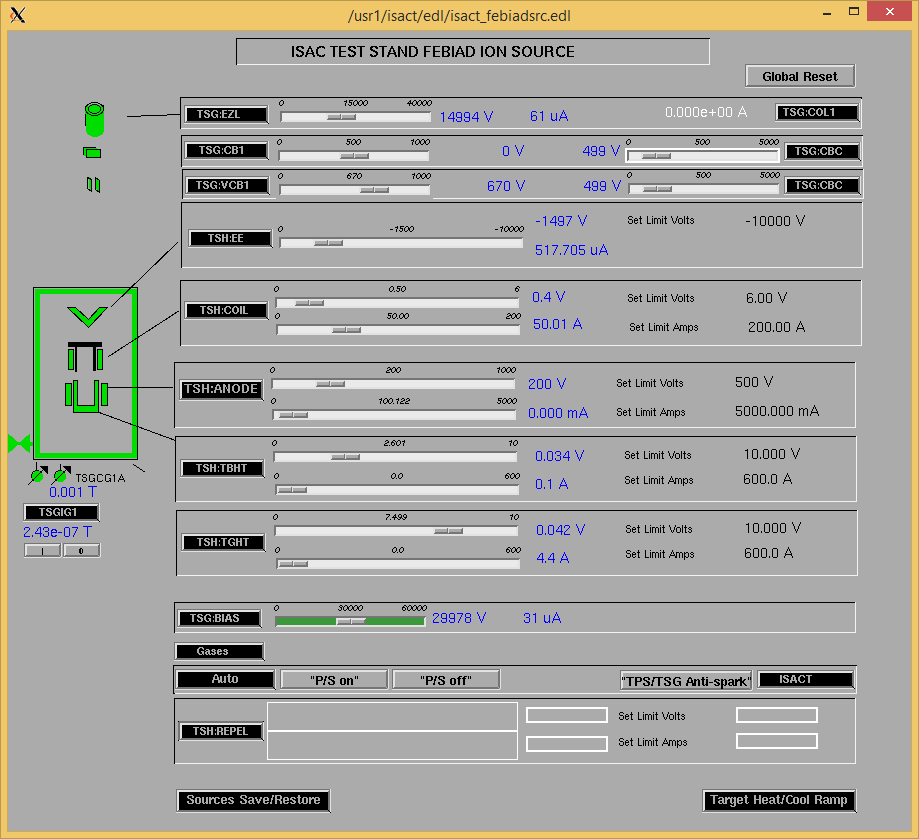 /usr1/isact/edl/isact_febiadsrc.edl
ISAC TEST STAND FEBIAD ION SOURCE
Global Reset
TSG:EZL 0 15000 40000 14994 V 61 uA 0.000e+00 A TSG:COL1
TSG:CB1 0 500 1000 0 V 499 V 0 500 5000 TSG:CBC
TSG:VCB1 0 670 1000 670 V 499 V 0 500 5000 TSG:CBC
TSH:EE 0 -1500 -10000 -1497 V Set Limit Volts -10000 V
517.705 uA
TSH:COIL 0 0.50 6 0.4 V Set Limit Volts 6.00 V
0 50.00 200 50.01 A Set Limit Amps 200.00 A
TSH:ANODE 0 200 1000 200 V Set Limit Volts 500 V
0 100.122 5000 0.000 mA Set Limit Amps 5000.000 mA
TSH:TBHT 0 2.601 10 0.034 V Set Limit Volts 10.000 V
0 0.0 600 0.1 A Set Limit Amps 600.0 A
TSGCG1A
0.001 T
TSGIG1
2.43e-07 T
I 0
TSH:TGHT 0 7.499 10 0.042 V Set Limit Volts 10.000 V
0 0.0 600 4.4 A Set Limit Amps 600.0 A
TSG:BIAS 0 30000 60000 29978 V 31 uA
Gases
Auto "P/S on" "P/S off" "TPS/TSG Anti-spark" ISACT
TSH:REPEL Set Limit Volts
Set Limit Amps
Sources Save/Restore Target Heat/Cool Ramp